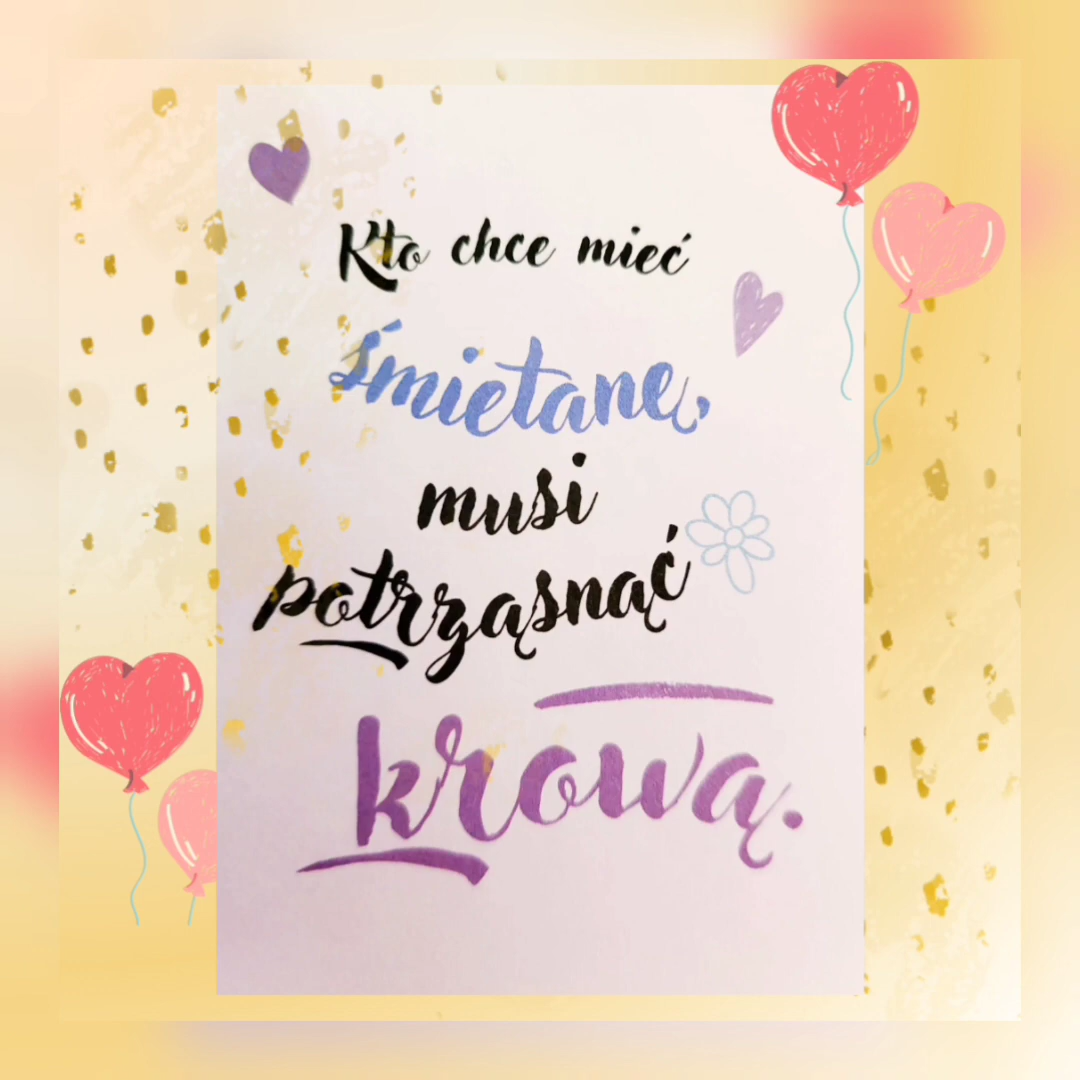 Kto chce mieć
śmietanę,
musi
potrząsnąć
krową.